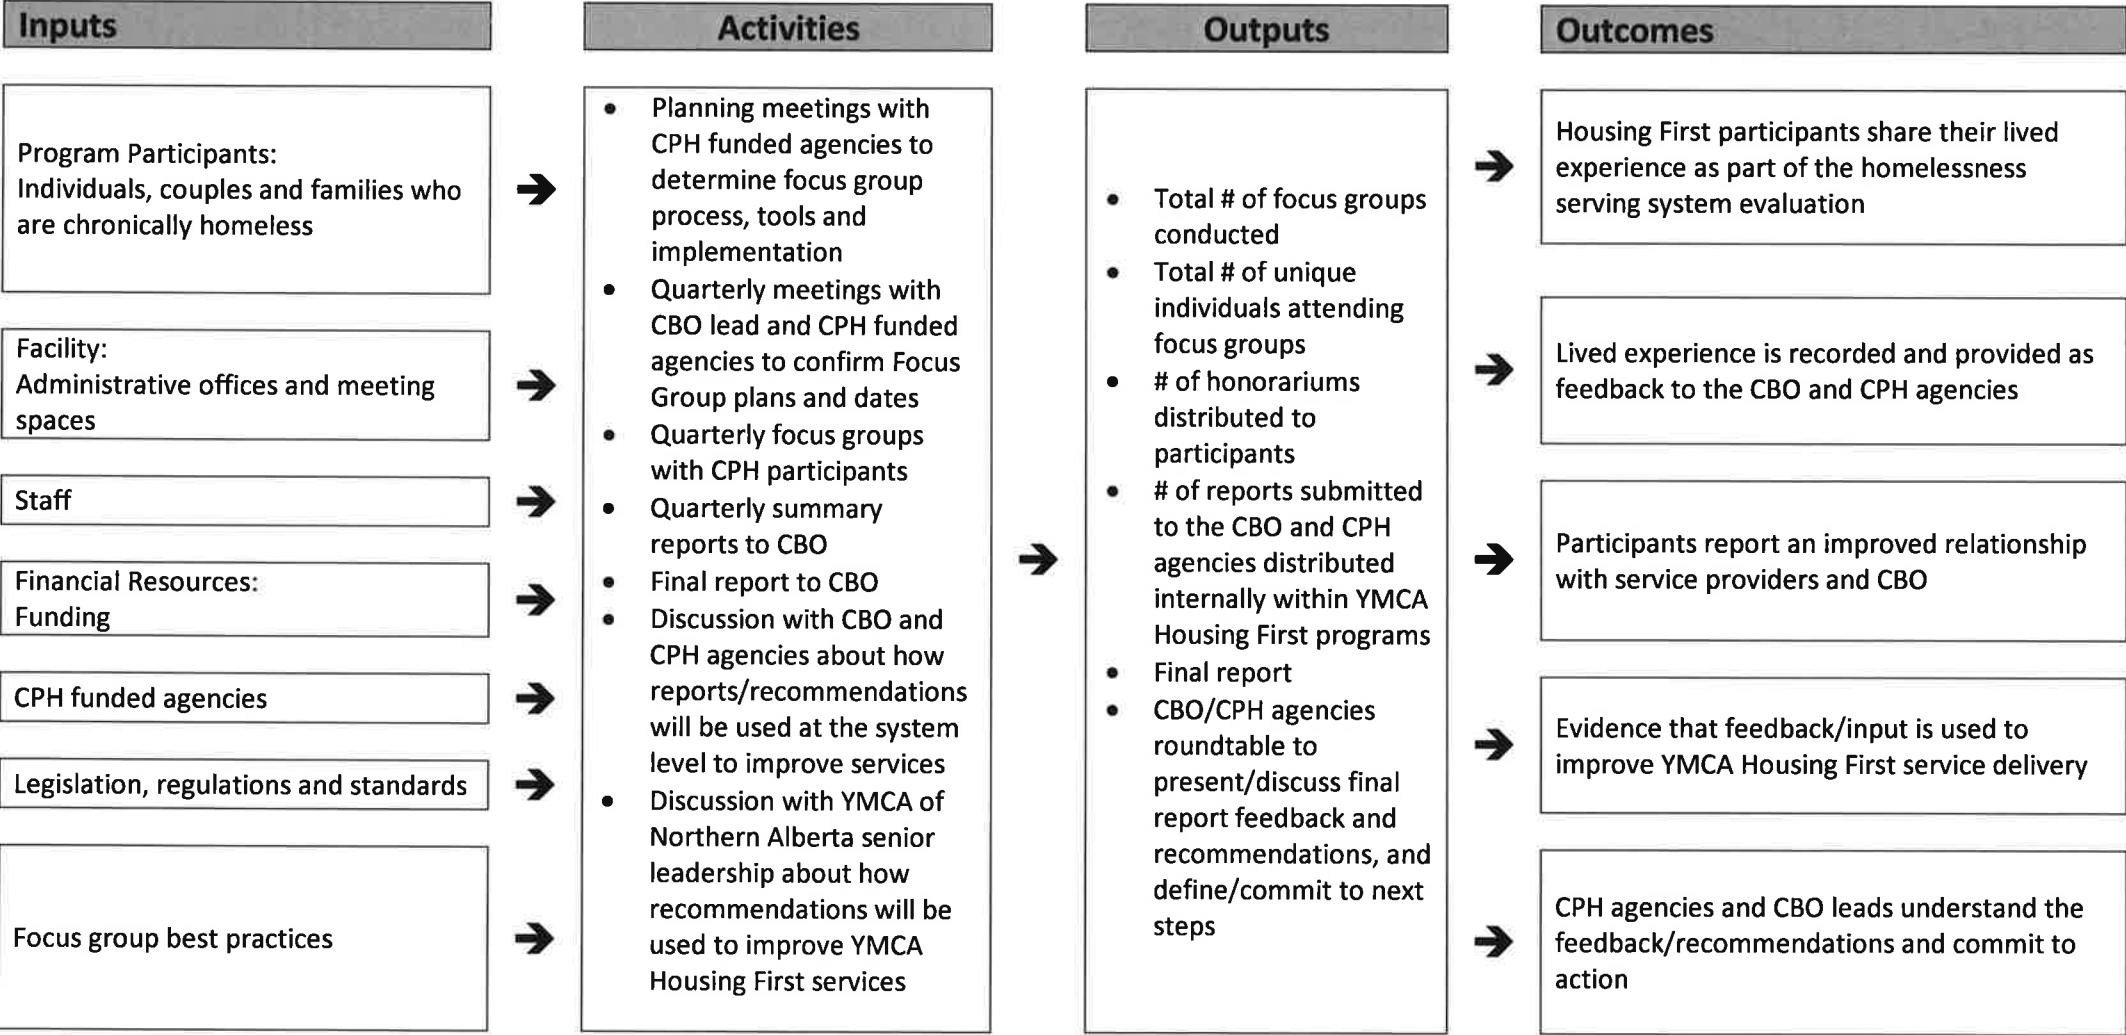 Inputs
Activities
Outputs
Outcomes
Program Participants:
Individuals, couples and families who
are chronically homeless
Facility:
Administrative offices and meeting
spaces
Staff
Financial Resources:
Funding
CPH funded agencies
Legislation, regulations and standards
Focus group best practices
• Planning meetings with
CPH funded agencies to
determine focus group
process, tools and
implementation
• Quarterly meetings with
CBO lead and CPH funded
agencies to confirm Focus
Group plans and dates
• Quarterly focus groups
with CPH participants
• Quarterly summary
reports to CBO
• Final report to CBO
• Discussion with CBO and
CPH agencies about how
reports/recommendations
will be used at the system
level to improve services
• Discussion with YMCA of
Northern Alberta senior
leadership about how
recommendations will be
used to improve YMCA
Housing First services
• Total # of focus groups
conducted
• Total # of unique
individuals attending
focus groups
• # of honorariums
distributed to
participants
• # of reports submitted
to the CBO and CPH
agencies distributed
internally within YMCA
Housing First programs
• Final report
• CBO/CPH agencies
roundtable to
present/discuss final
report feedback and
recommendations, and
define/commit to next
steps
Housing First participants share their lived
experience as part of the homelessness
serving system evaluation
Lived experience is recorded and provided as
feedback to the CBO and CPH agencies
Participants report an improved relationship
with service providers and CBO
Evidence that feedback/input is used to
improve YMCA Housing First service delivery
CPH agencies and CBO leads understand the
feedback/recommendations and commit to
action